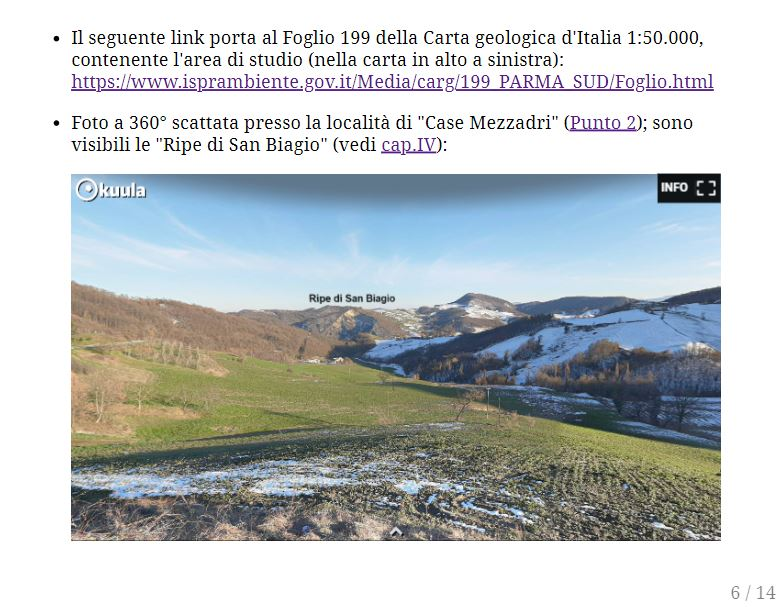 Il seguente link porta al Foglio 199 della Carta geologica d'Italia 1:50.000,
contenente l'area di studio (nella carta in alto a sinistra):
https://www.isprambiente.gov.it/Media/carg/199_PARMA_SUD/Foglio.html
Foto a 360° scattata presso la località di "Case Mezzadri" (Punto 2); sono
visibili le "Ripe di San Biagio" (vedi cap.IV):
kuula
INFO
Ripe di San Biagio
6 / 14